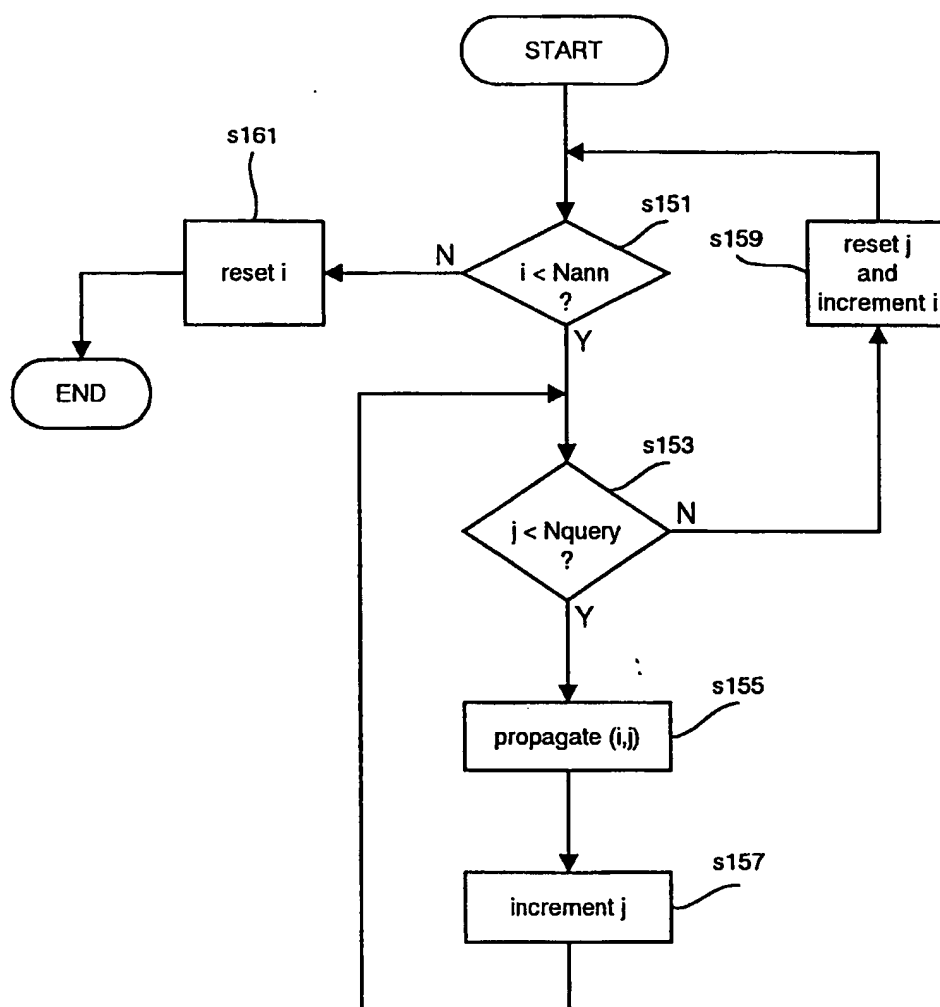 START
s161
s151
s159
reset i
N
i < Nann
?
reset j
and
increment i
Y
END
s153
j < Nquery
?
N
Y
s155
propagate (i,j)
s157
increment j